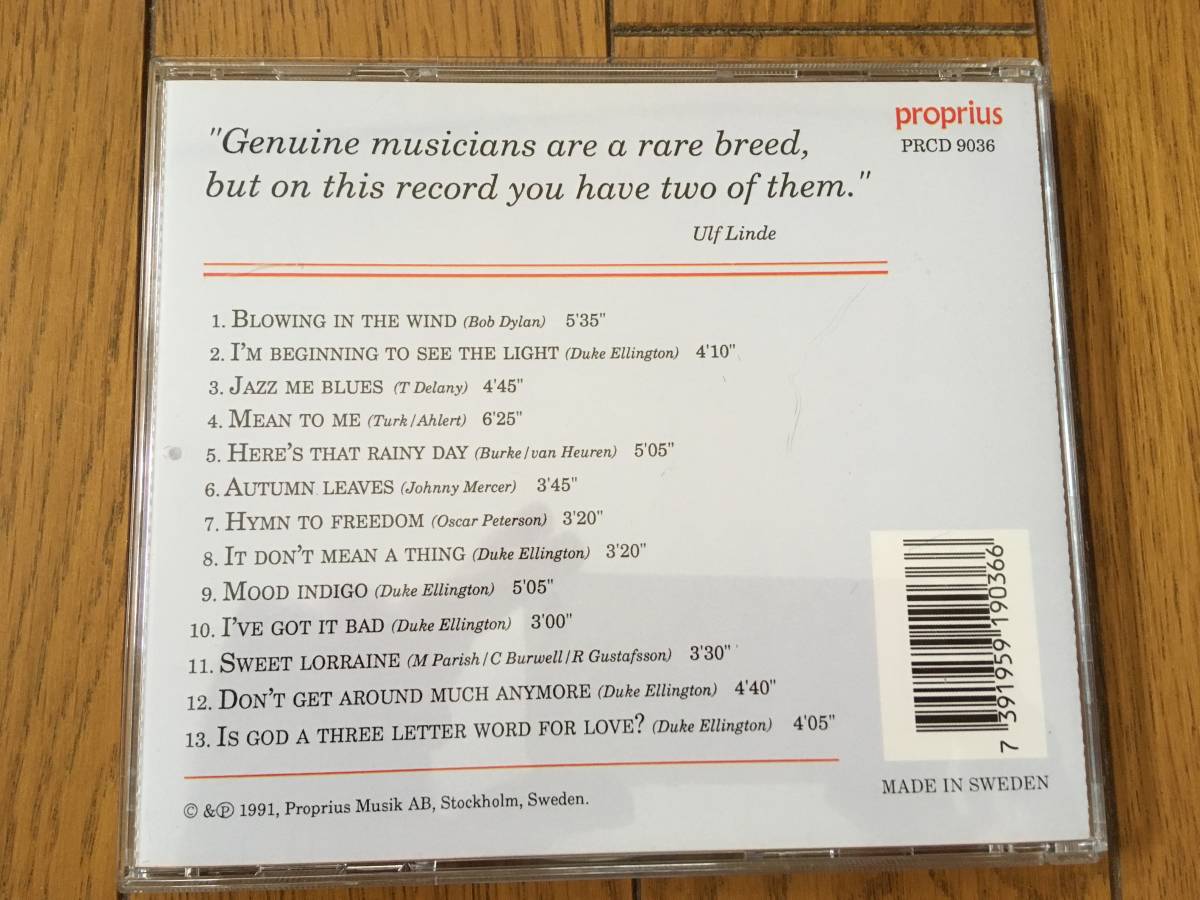 "Genuine musicians are a rare breed,
but on this record you have two of them."
Ulf Linde
proprius
PRCD 9036
1. BLOWING IN THE WIND (Bob Dylan) 5'35"
2. I'M BEGINNING TO SEE THE LIGHT (Duke Ellington) 4'10"
3. JAZZ ME BLUES (T Delany) 4'45"
4. MEAN TO ME (Turk/Ahlert) 6'25"
5. HERE'S THAT RAINY DAY (Burke/van Heuren) 5'05"
6. AUTUMN LEAVES (Johnny Mercer) 3'45"
7. HYMN TO FREEDOM (Oscar Peterson) 3'20"
8. IT DON'T MEAN A THING (Duke Ellington) 3'20"
9. MOOD INDIGO (Duke Ellington) 5'05"
10. I'VE GOT IT BAD (Duke Ellington) 3'00"
11. SWEET LORRAINE (M Parish/C Burwell/R Gustafsson) 3'30"
12. DON'T GET AROUND MUCH ANYMORE (Duke Ellington) 4'40"
13. IS GOD A THREE LETTER WORD FOR LOVE? (Duke Ellington) 4'05"
7 391959 190366
MADE IN SWEDEN
© &℗ 1991, Proprius Musik AB, Stockholm, Sweden.